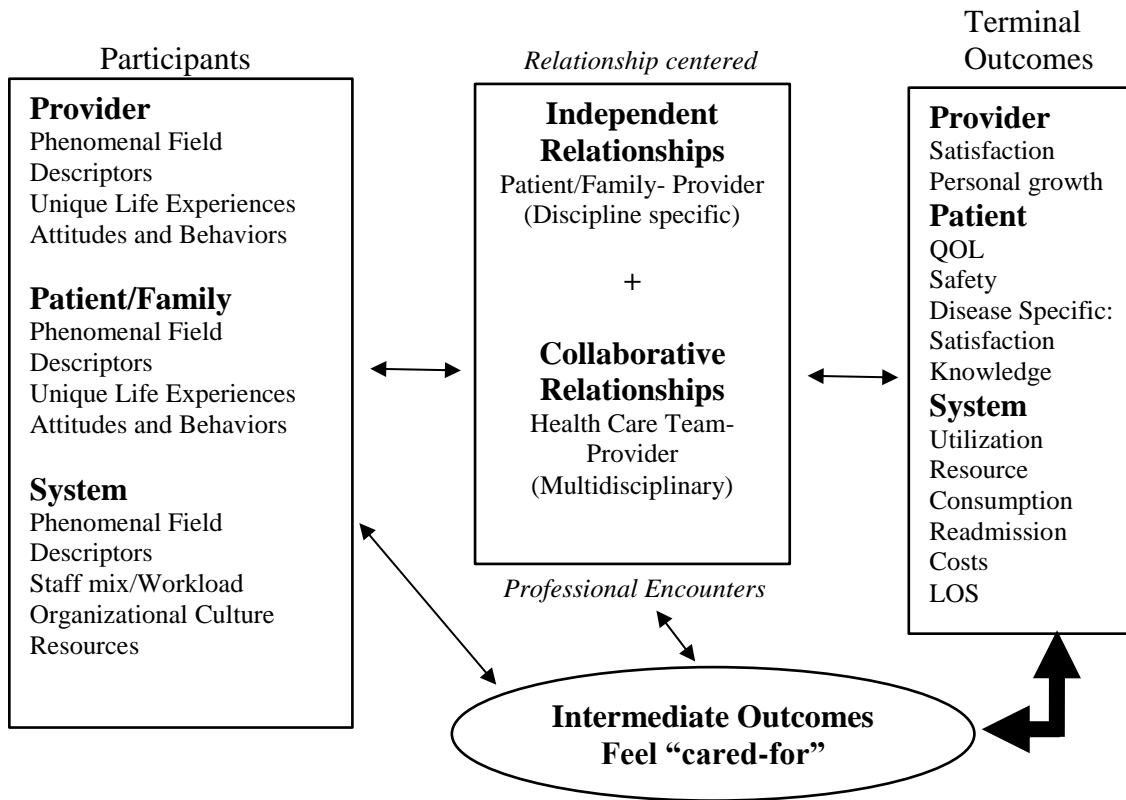 Participants
Provider
Phenomenal Field
Descriptors
Unique Life Experiences
Attitudes and Behaviors
Patient/Family
Phenomenal Field
Descriptors
Unique Life Experiences
Attitudes and Behaviors
System
Phenomenal Field
Descriptors
Staff mix/Workload
Organizational Culture
Resources
Relationship centered
Independent
Relationships
Patient/Family- Provider
(Discipline specific)
+
Collaborative
Relationships
Health Care Team-
Provider
(Multidisciplinary)
Professional Encounters
Terminal
Outcomes
Provider
Satisfaction
Personal growth
Patient
QOL
Safety
Disease Specific:
Satisfaction
Knowledge
System
Utilization
Resource
Consumption
Readmission
Costs
LOS
Intermediate Outcomes
Feel “cared-for”